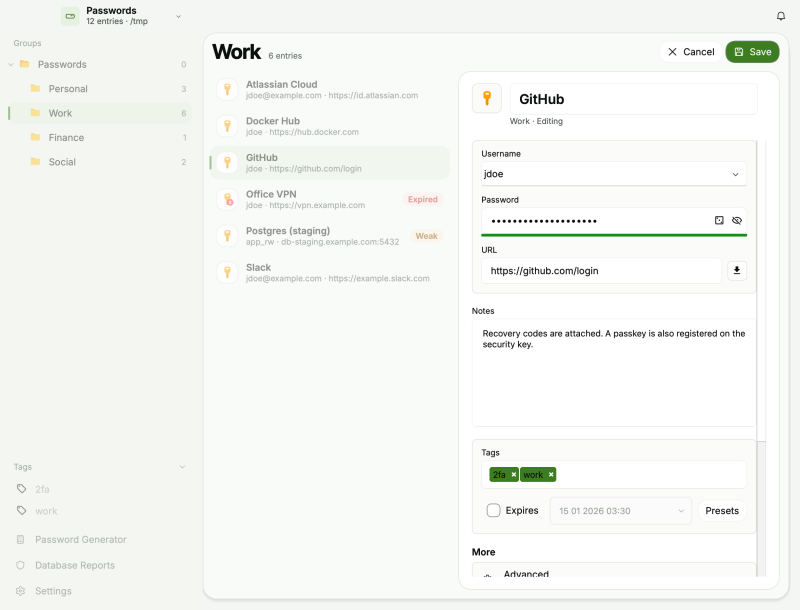 Passwords
12 entries · /tmp
Groups
Passwords 0
Personal 3
Work 6
Finance 1
Social 2
Tags
2fa
work
Password Generator
Database Reports
Settings
Work 6 entries
Cancel
Save
Atlassian Cloud
jdoe@example.com · https://id.atlassian.com
Docker Hub
jdoe · https://hub.docker.com
GitHub
jdoe · https://github.com/login
Office VPN
jdoe · https://vpn.example.com
Expired
Postgres (staging)
app_rw · db-staging.example.com:5432
Weak
Slack
jdoe@example.com · https://example.slack.com
GitHub
Work · Editing
Username
jdoe
Password
••••••••••••••••••••
URL
https://github.com/login
Notes
Recovery codes are attached. A passkey is also registered on the
security key.
Tags
2fa × work ×
Expires 15 01 2026 03:30 Presets
More
Advanced